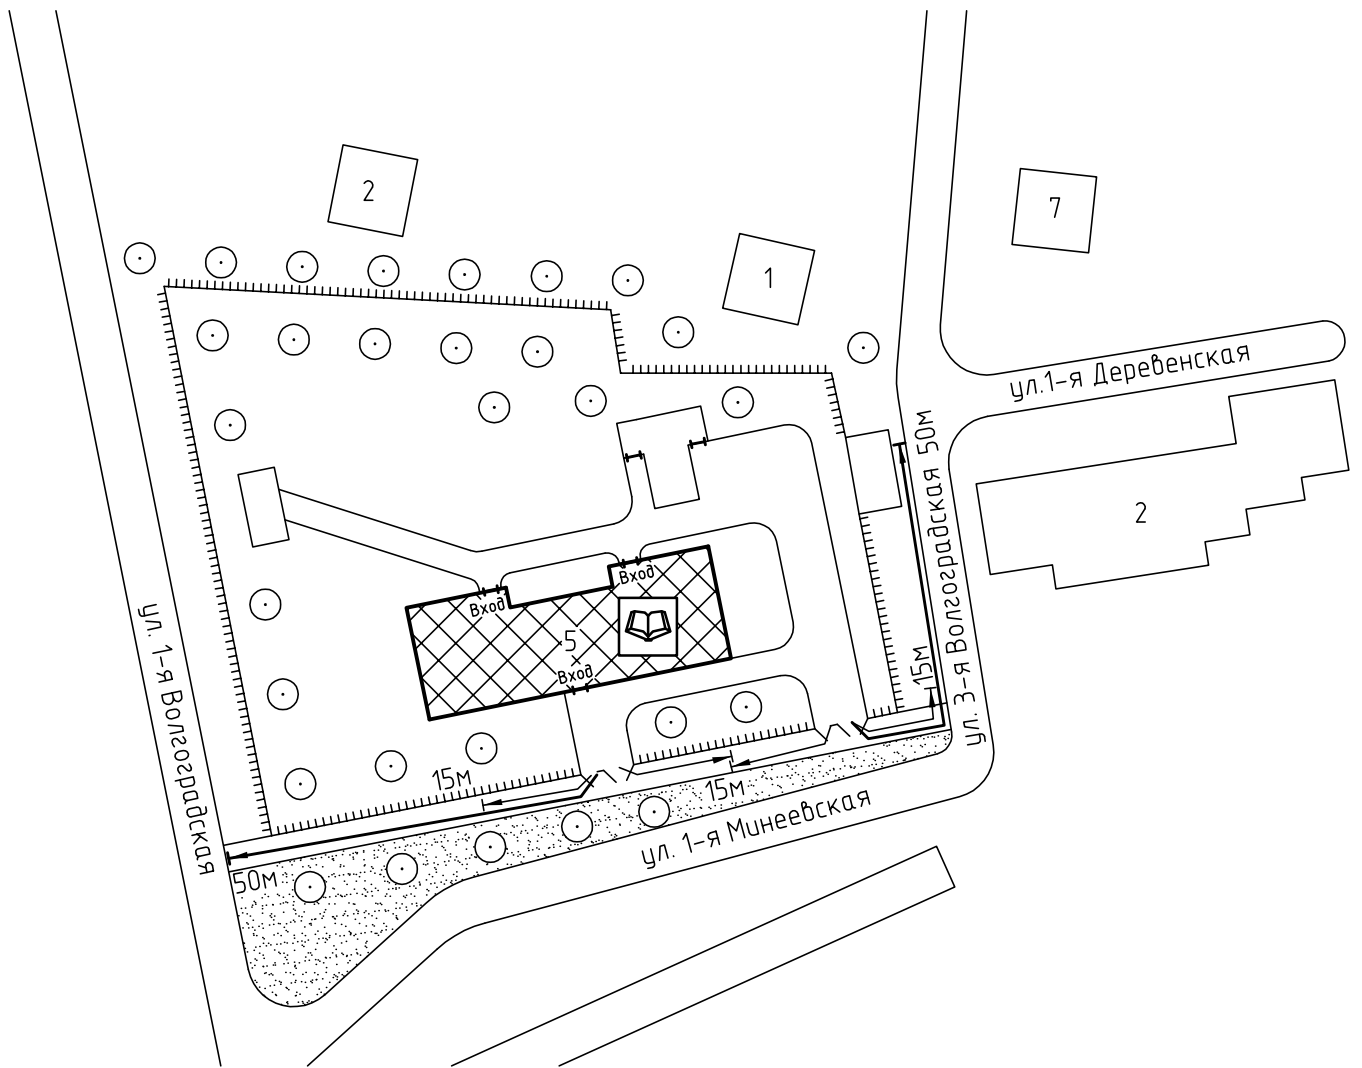 2
7
1
ул.1-я Деревенская
50м
2
ул. 3-я Волгоградская
Вход
Вход
5
Вход
ул. 1-я Волгоградская
15м
15м
15м
ул. 1-я Минеевская
50м